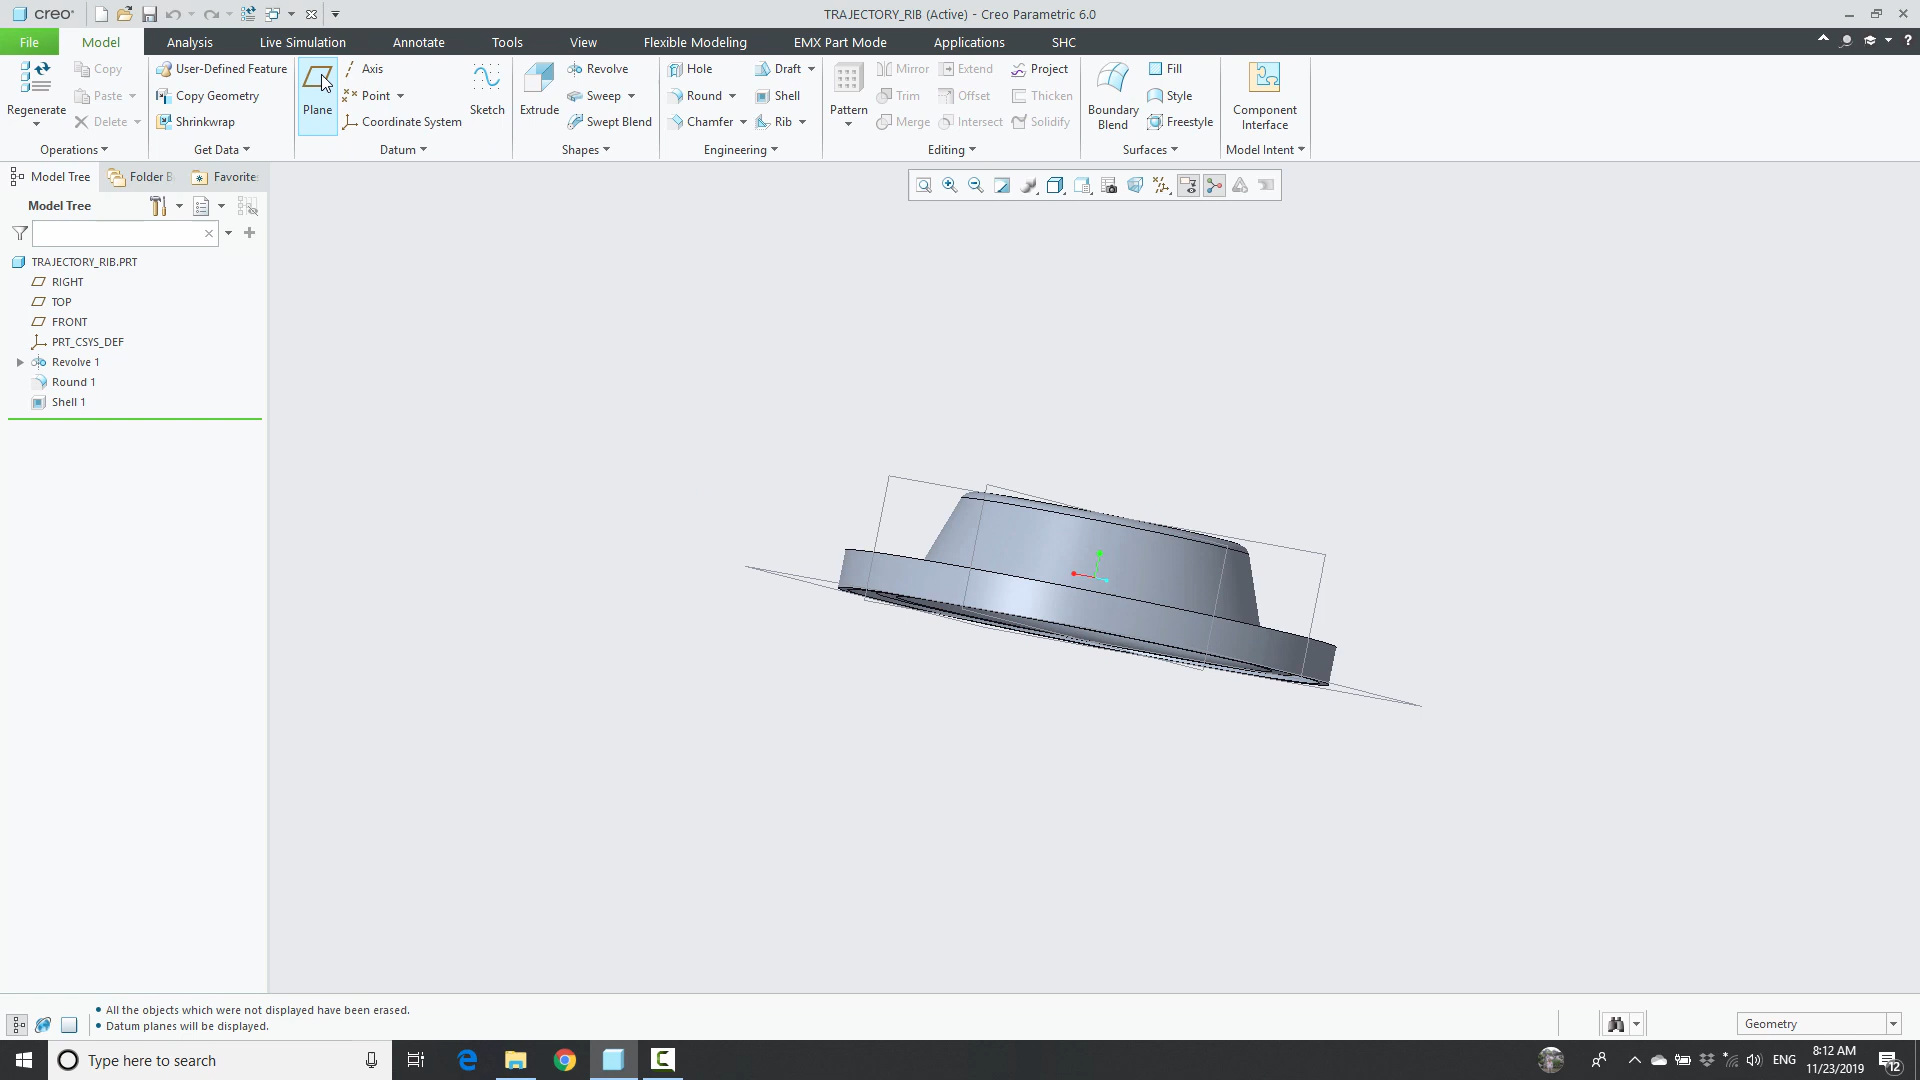 creo
TRAJECTORY_RIB (Active) - Creo Parametric 6.0
File Model Analysis Live Simulation Annotate Tools View Flexible Modeling EMX Part Mode Applications SHC
Regenerate Copy Paste Delete
Operations
User-Defined Feature
Copy Geometry
Shrinkwrap
Get Data
Plane
Axis
Point
Coordinate System
Sketch
Datum
Extrude
Revolve
Sweep
Swept Blend
Shapes
Hole Draft
Round Shell
Chamfer Rib
Engineering
Pattern
Mirror Extend Project
Trim Offset Thicken
Merge Intersect Solidify
Editing
Boundary
Blend
Fill
Style
Freestyle
Surfaces
Component
Interface
Model Intent
Model Tree Folder B Favorite
Model Tree
TRAJECTORY_RIB.PRT
RIGHT
TOP
FRONT
PRT_CSYS_DEF
Revolve 1
Round 1
Shell 1
• All the objects which were not displayed have been erased.
• Datum planes will be displayed.
Geometry
Type here to search
ENG
8:12 AM
11/23/2019
12